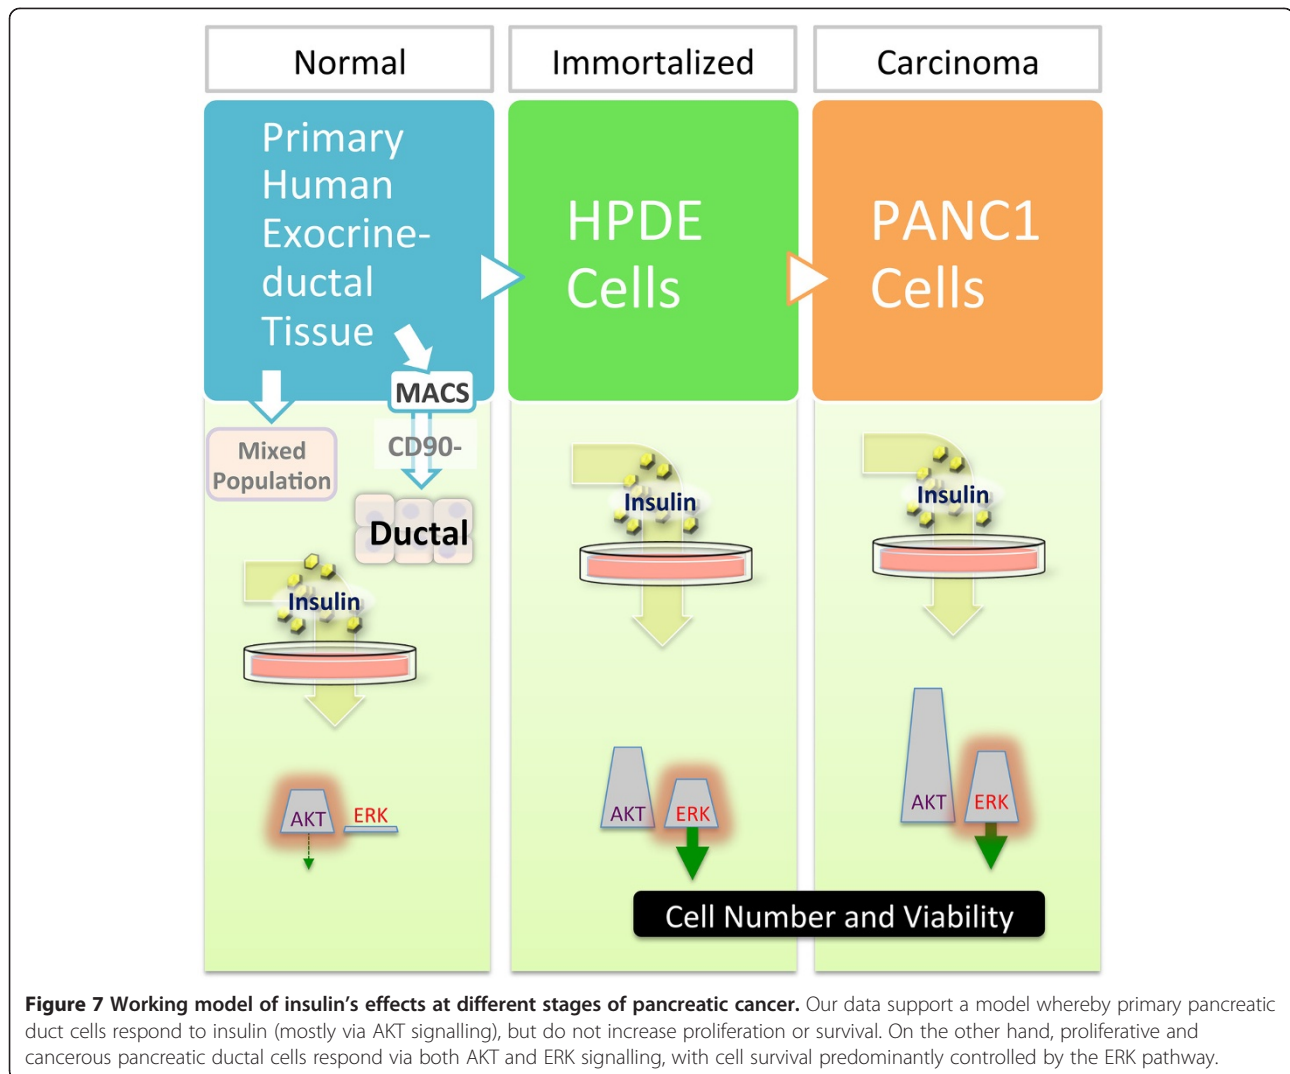 Normal
Immortalized
Carcinoma
Primary
Human
Exocrine-
ductal
Tissue
HPDE
Cells
PANC1
Cells
MACS
CD90-
Mixed
Population
Ductal
Insulin
Insulin
Insulin
AKT
ERK
AKT
ERK
AKT
ERK
Cell Number and Viability
Figure 7 Working model of insulin's effects at different stages of pancreatic cancer. Our data support a model whereby primary pancreatic
duct cells respond to insulin (mostly via AKT signalling), but do not increase proliferation or survival. On the other hand, proliferative and
cancerous pancreatic ductal cells respond via both AKT and ERK signalling, with cell survival predominantly controlled by the ERK pathway.